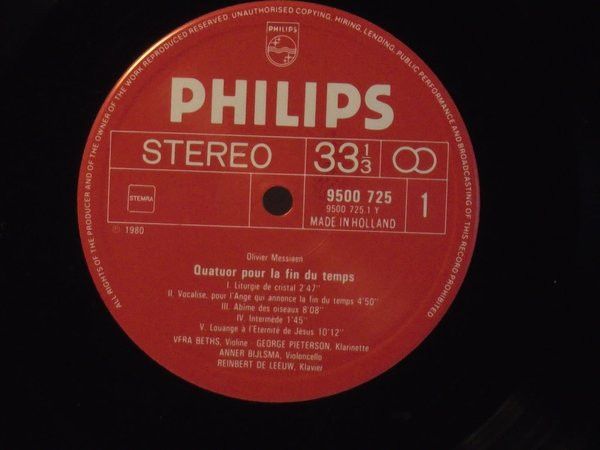 ALL RIGHTS OF THE PRODUCER AND OF THE OWNER OF THE WORK REPRODUCED RESERVED. UNAUTHORISED COPYING, HIRING, LENDING, PUBLIC PERFORMANCE AND BROADCASTING OF THIS RECORD PROHIBITED
PHILIPS
PHILIPS
STEREO
33 1/3
STEMRA
9500 725
9500 725.1 Y
MADE IN HOLLAND
1
℗ 1980
Olivier Messiaen
Quatuor pour la fin du temps
I. Liturgie de cristal 2'47"
II. Vocalise, pour l'Ange qui annonce la fin du temps 4'50"
III. Abîme des oiseaux 8'08"
IV. Intermède 1'45"
V. Louange à l'Eternité de Jésus 10'12"
VERA BETHS, Violine · GEORGE PIETERSON, Klarinette
ANNER BIJLSMA, Violoncello
REINBERT DE LEEUW, Klavier